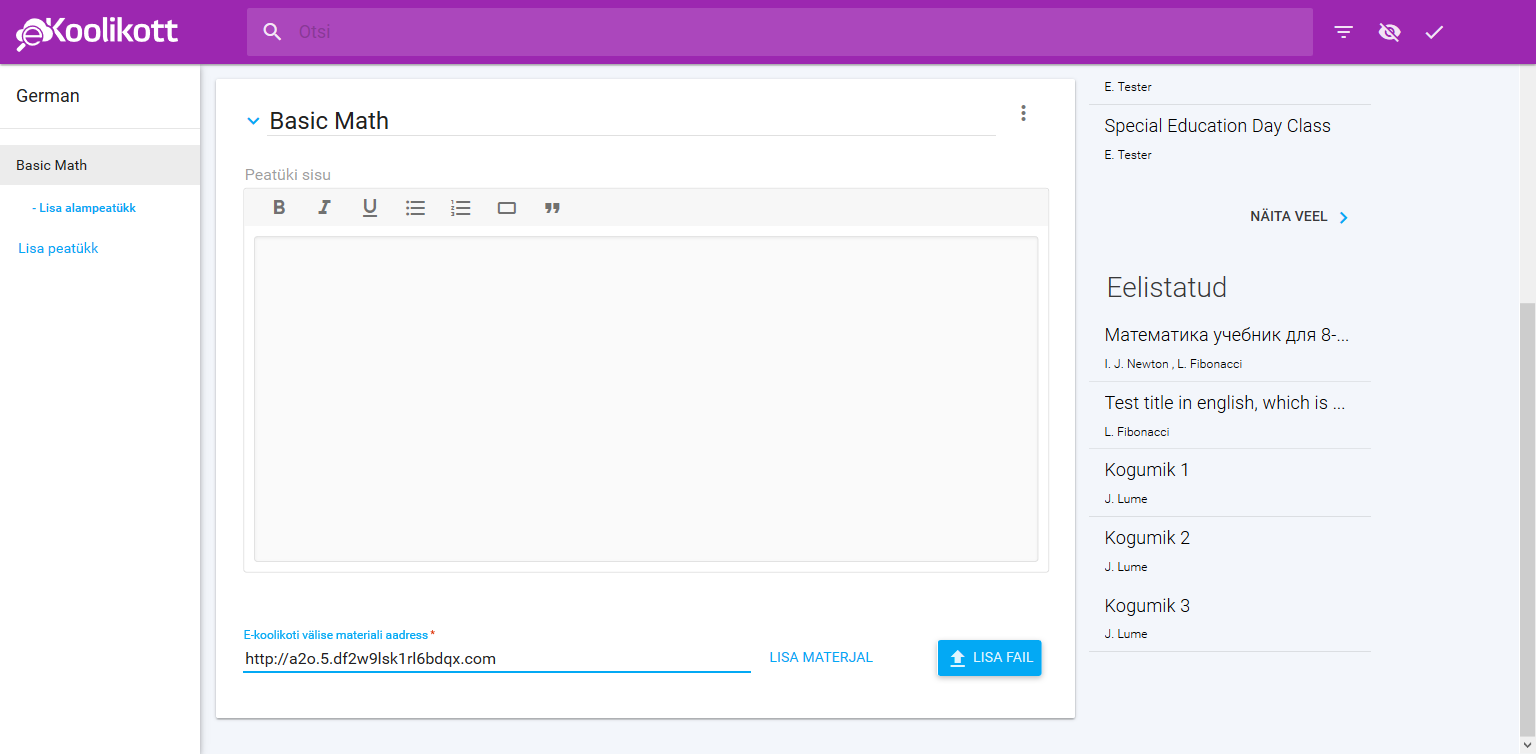 eKoolikott
Otsi
German
Basic Math
- Lisa alampeatükk
Lisa peatükk
Basic Math
Peatüki sisu
B I U
E-koolikoti välise materiali aadress *
http://a2o.5.df2w9lsk1rl6bdqx.com
LISA MATERJAL
LISA FAIL
E. Tester
Special Education Day Class
E. Tester
NÄITA VEEL
Eelistatud
Математика учебник для 8-...
I. J. Newton , L. Fibonacci
Test title in english, which is ...
L. Fibonacci
Kogumik 1
J. Lume
Kogumik 2
J. Lume
Kogumik 3
J. Lume